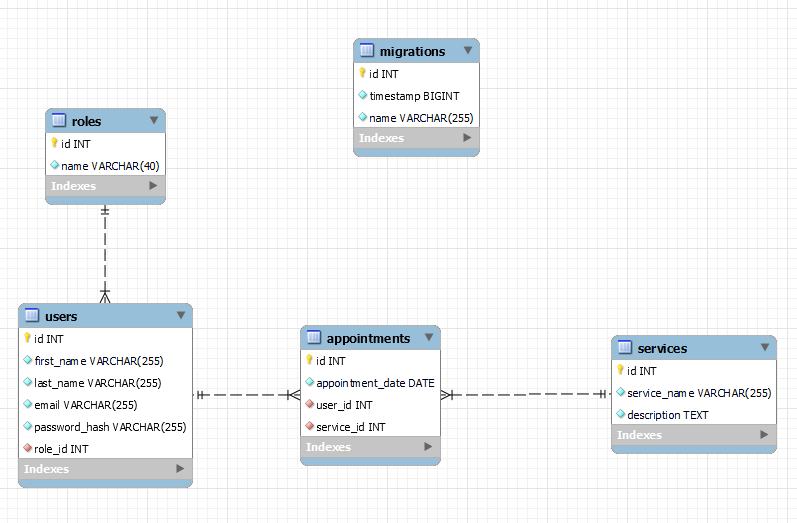 migrations
id INT
timestamp BIGINT
name VARCHAR(255)
Indexes
roles
id INT
name VARCHAR(40)
Indexes
users
id INT
first_name VARCHAR(255)
last_name VARCHAR(255)
email VARCHAR(255)
password_hash VARCHAR(255)
role_id INT
Indexes
appointments
id INT
appointment_date DATE
user_id INT
service_id INT
Indexes
services
id INT
service_name VARCHAR(255)
description TEXT
Indexes